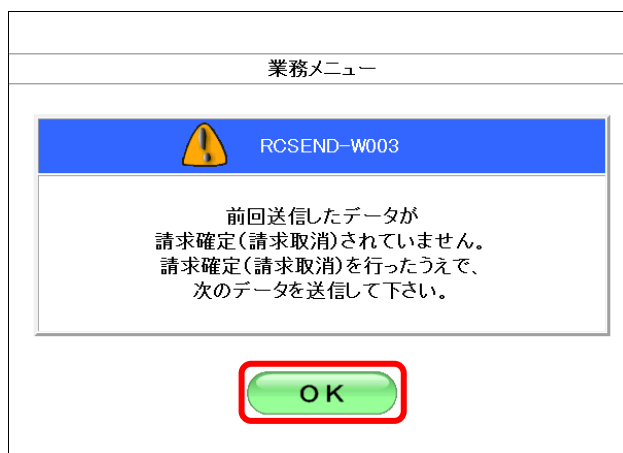 業務メニュー
RCSEND-W003
前回送信したデータが
請求確定(請求取消)されていません。
請求確定(請求取消)を行ったうえで、
次のデータを送信して下さい。
OK